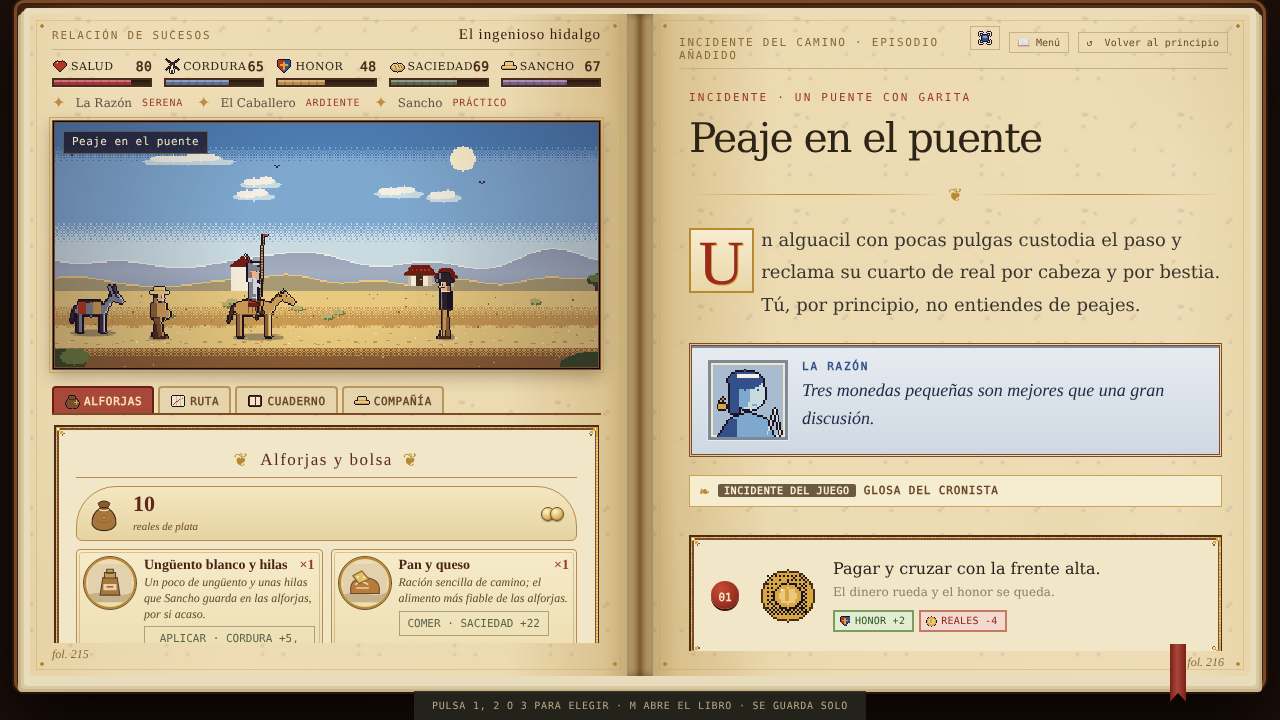 RELACIÓN DE SUCESOS
El ingenioso hidalgo
SALUD 80
CORDURA 65
HONOR 48
SACIEDAD 69
SANCHO 67
La Razón SERENA
El Caballero ARDIENTE
Sancho PRÁCTICO
Peaje en el puente
ALFORJAS
RUTA
CUADERNO
COMPAÑÍA
Alforjas y bolsa
10
reales de plata
Ungüento blanco y hilas ×1
Un poco de ungüento y unas hilas
que Sancho guarda en las alforjas,
por si acaso.
APLICAR · CORDURA +5,
Pan y queso ×1
Ración sencilla de camino; el
alimento más fiable de las alforjas.
COMER · SACIEDAD +22
fol. 215
INCIDENTE DEL CAMINO · EPISODIO
AÑADIDO
Menú
↺ Volver al principio
INCIDENTE · UN PUENTE CON GARITA
Peaje en el puente
Un alguacil con pocas pulgas custodia el paso y
reclama su cuarto de real por cabeza y por bestia.
Tú, por principio, no entiendes de peajes.
LA RAZÓN
Tres monedas pequeñas son mejores que una gran
discusión.
INCIDENTE DEL JUEGO GLOSA DEL CRONISTA
01
Pagar y cruzar con la frente alta.
El dinero rueda y el honor se queda.
HONOR +2
REALES -4
fol. 216
PULSA 1, 2 O 3 PARA ELEGIR · M ABRE EL LIBRO · SE GUARDA SOLO